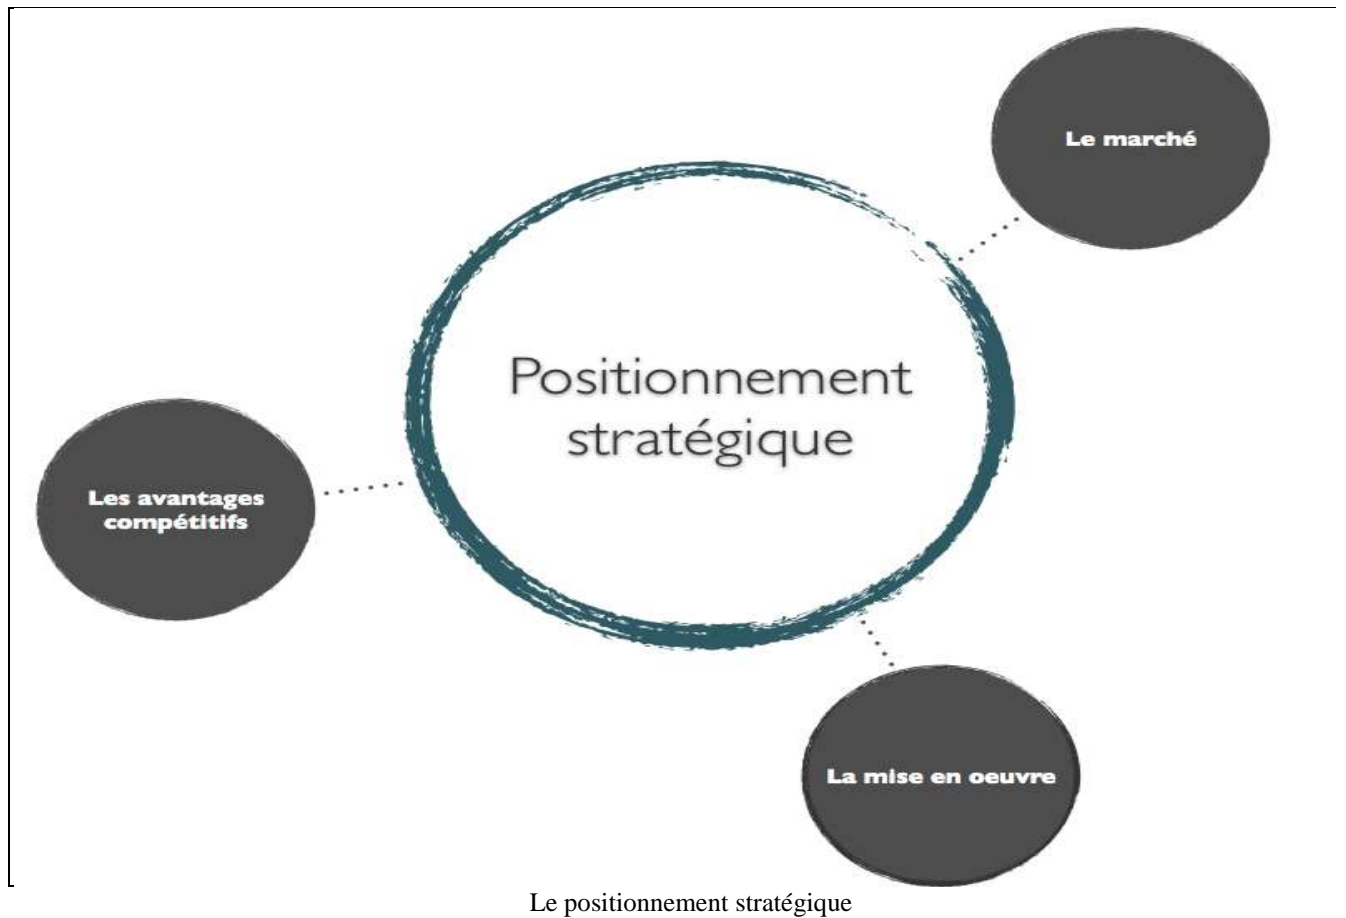 Le marché
Positionnement
stratégique
Les avantages
compétitifs
La mise en oeuvre
Le positionnement stratégique